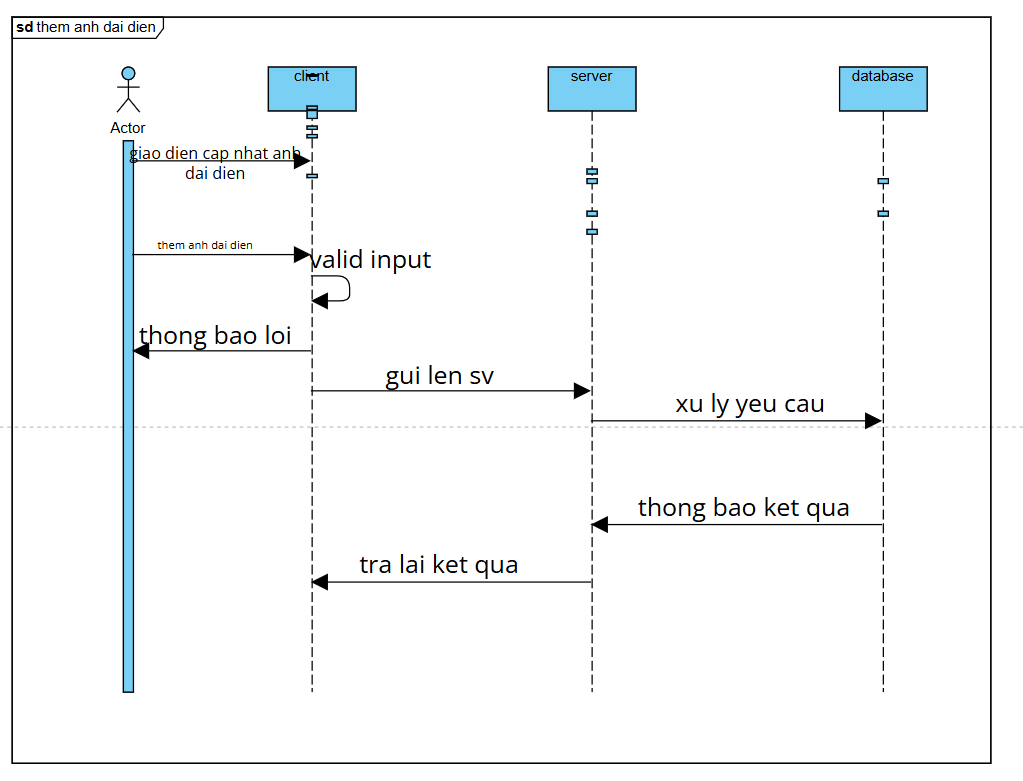 sd them anh dai dien
client
server
database
Actor
giao dien cap nhat anh
dai dien
them anh dai dien
valid input
thong bao loi
gui len sv
xu ly yeu cau
thong bao ket qua
tra lai ket qua